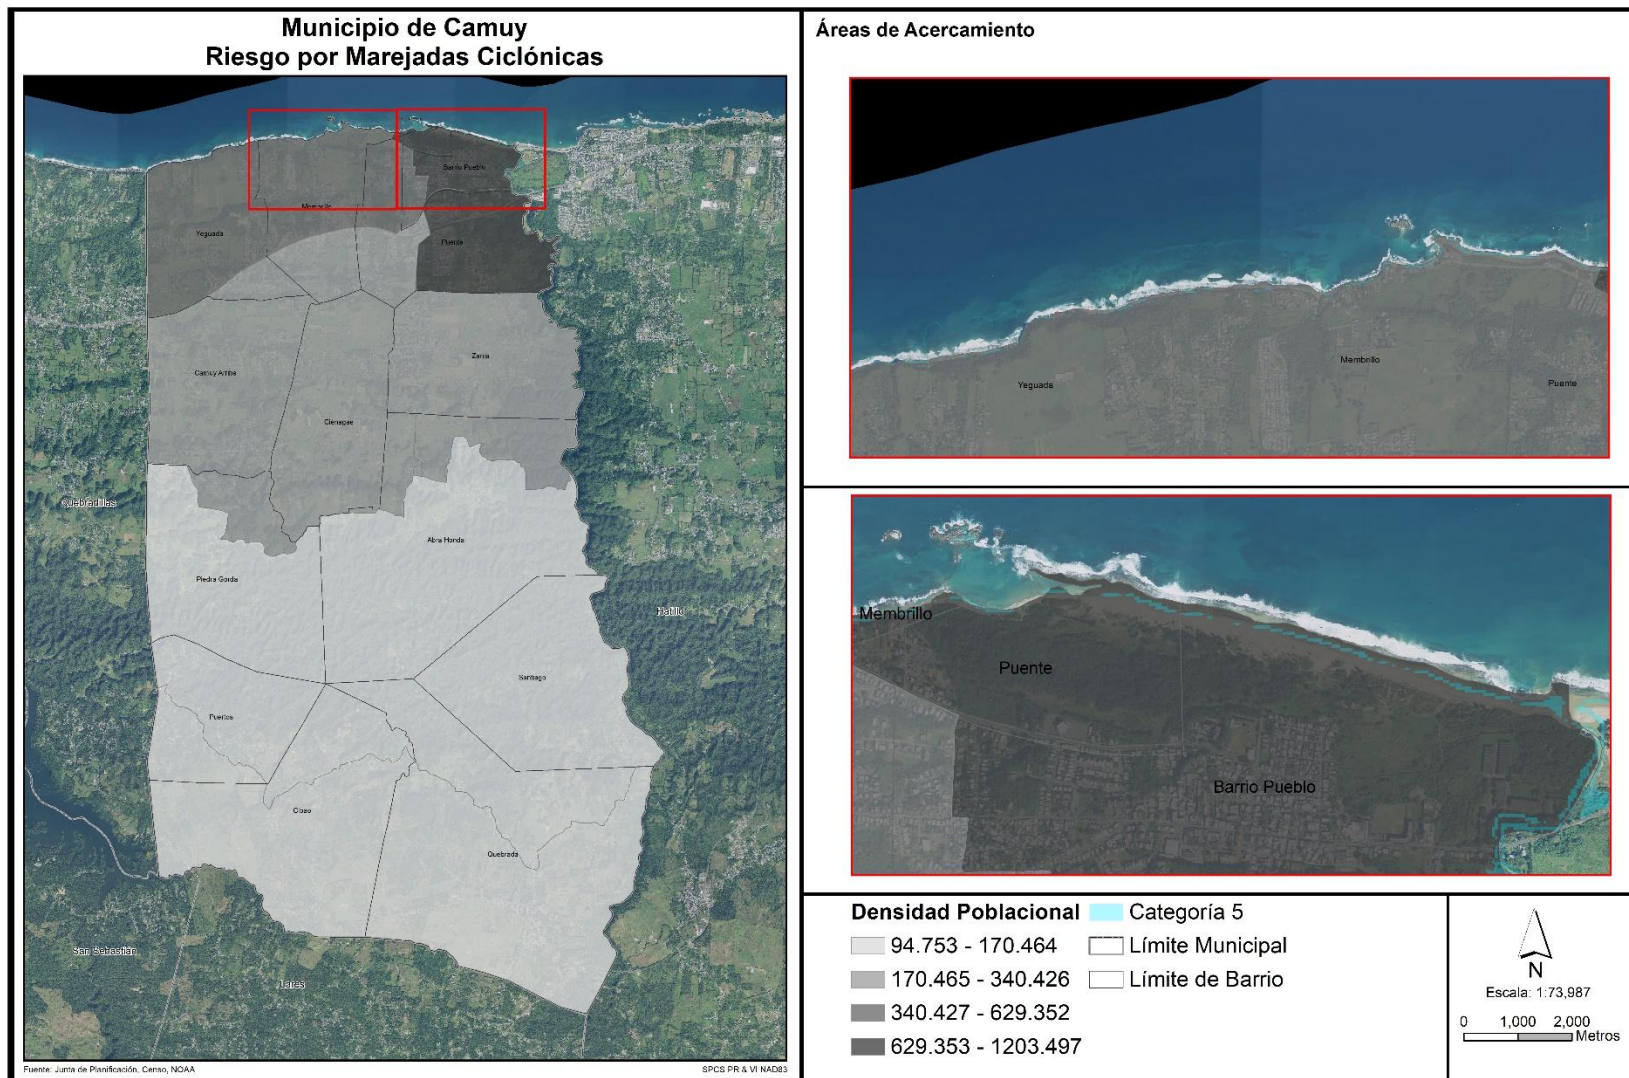 Municipio de Camuy
Riesgo por Marejadas Ciclónicas
Barrio Pueblo
Membrillo
Yeguada
Puente
Zanja
Camuy Arriba
Cienagas
Quebradillas
Abra Honda
Piedra Gorda
Hatillo
Santiago
Puertos
Cibao
Quebrada
San Sebastián
Lares
Fuente: Junta de Planificación, Censo, NOAA
SPCS PR & VI NAD83
Áreas de Acercamiento
Membrillo
Yeguada
Puente
Membrillo
Puente
Barrio Pueblo
Densidad Poblacional
94.753 - 170.464
170.465 - 340.426
340.427 - 629.352
629.353 - 1203.497
Categoría 5
Límite Municipal
Límite de Barrio
N
Escala: 1:73,987
0 1,000 2,000
Metros